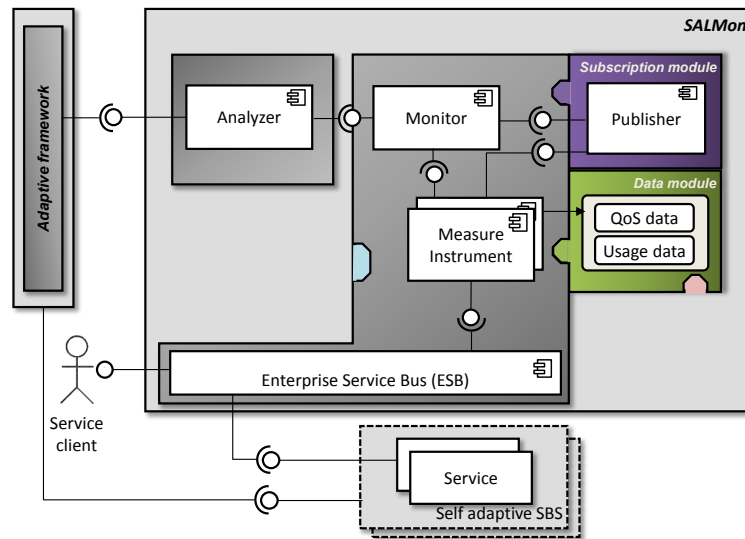 SALMon
Adaptive framework
Analyzer
Monitor
Subscription module
Publisher
Data module
QoS data
Usage data
Measure
Instrument
Enterprise Service Bus (ESB)
Service
client
Service
Self adaptive SBS